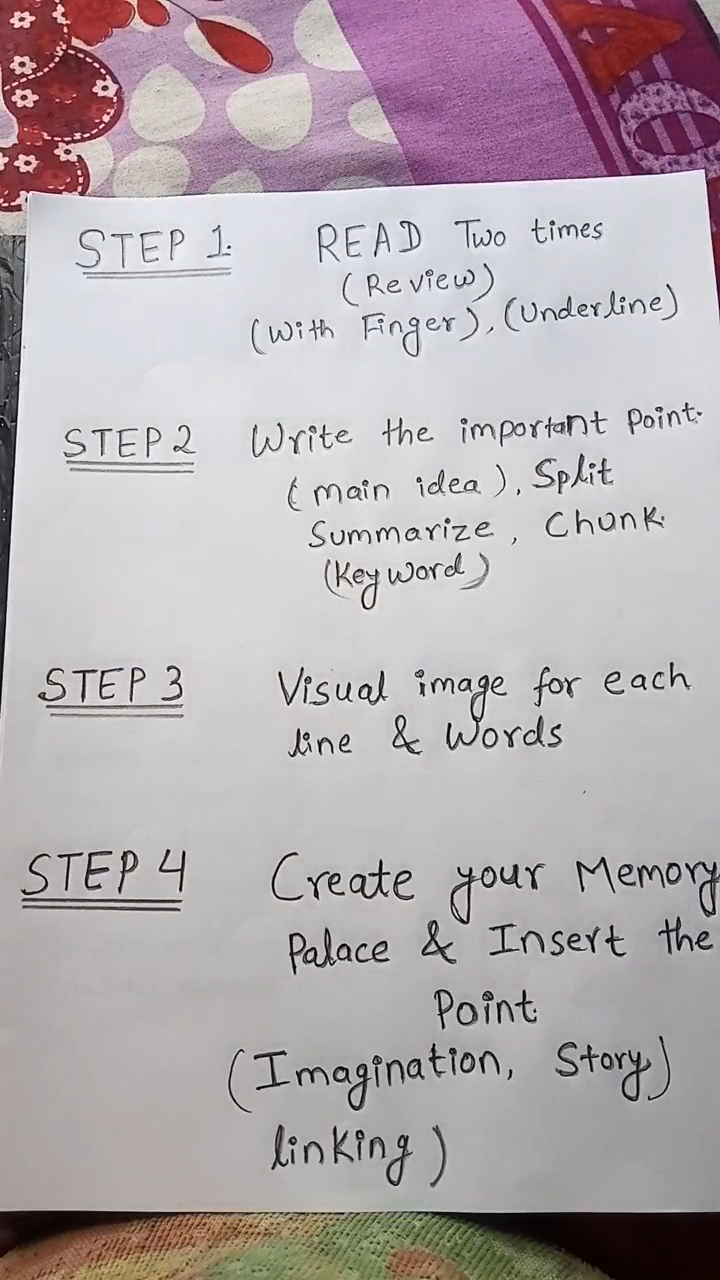 STEP 1. READ Two times
(Review)
(With Finger), (Underline)
STEP 2 Write the important Point.
(main idea), Split
Summarize, Chunk.
(Key word)
STEP 3 Visual image for each
line & Words
STEP 4 Create your Memory
Palace & Insert the
Point.
(Imagination, Story)
linking)